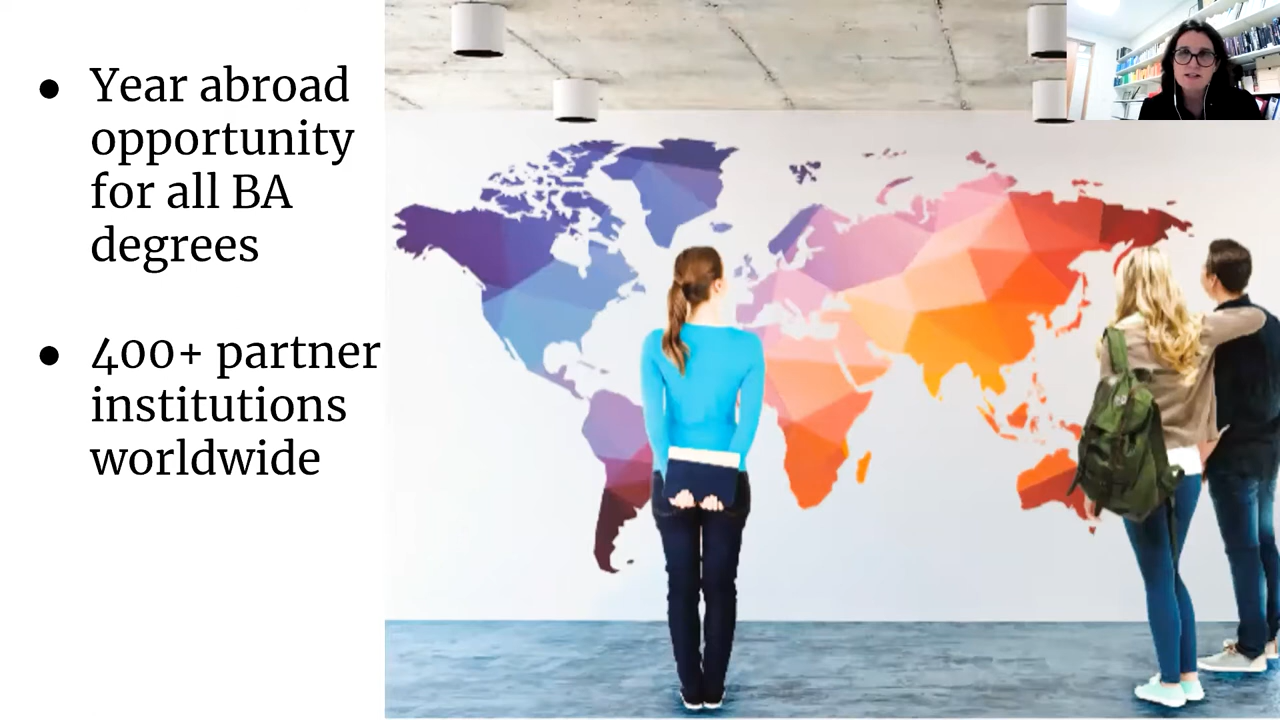 ● Year abroad
opportunity
for all BA
degrees
● 400+ partner
institutions
worldwide